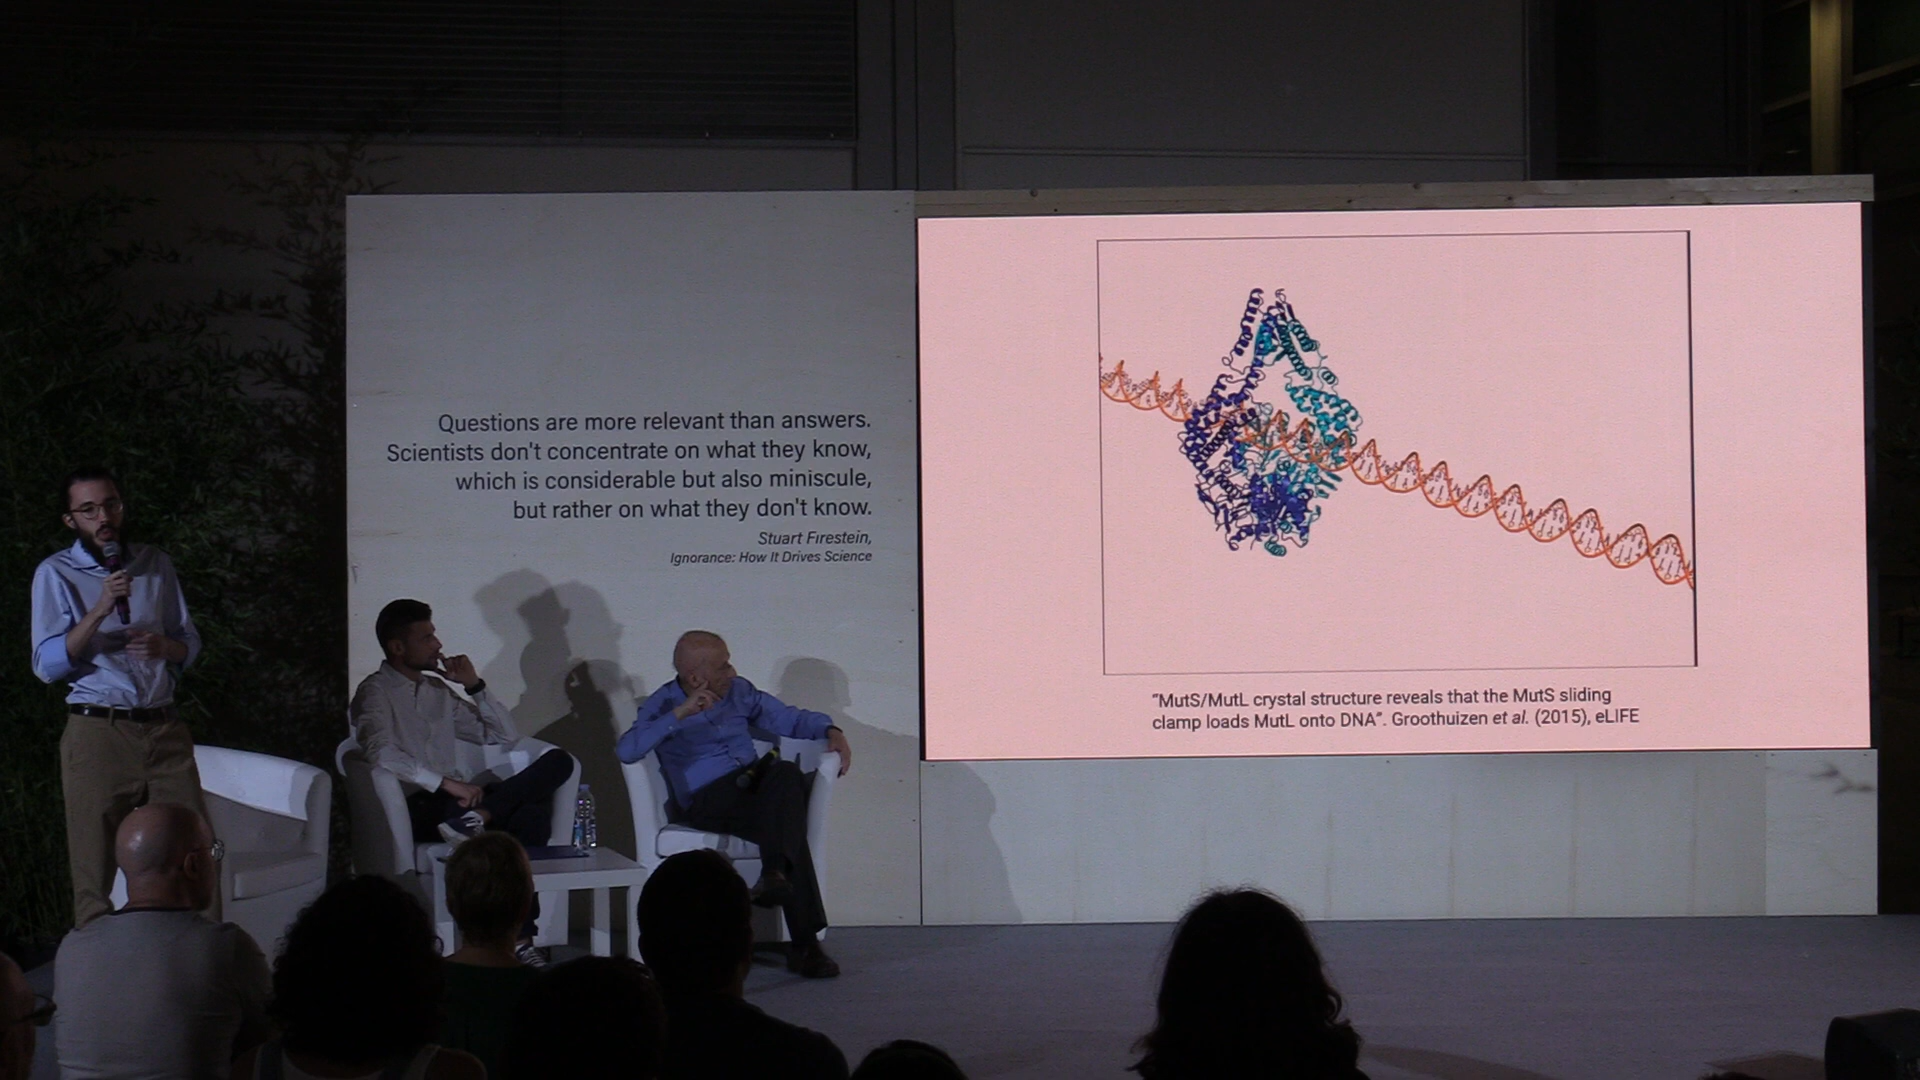 Questions are more relevant than answers.
Scientists don't concentrate on what they know,
which is considerable but also miniscule,
but rather on what they don't know.
Stuart Firestein,
Ignorance: How It Drives Science
"MutS/MutL crystal structure reveals that the MutS sliding
clamp loads MutL onto DNA". Groothuizen et al. (2015), eLIFE